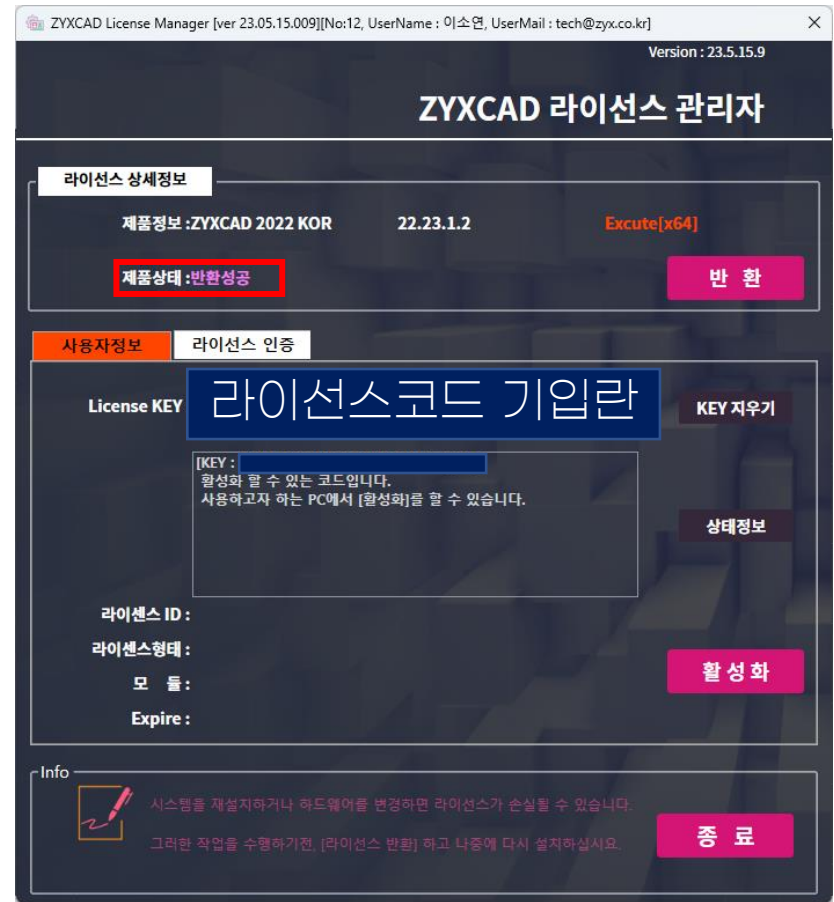 ZYXCAD License Manager [ver 23.05.15.009][No:12, UserName : 이소연, UserMail : tech@zyx.co.kr]
Version : 23.5.15.9
ZYXCAD 라이선스 관리자
라이선스 상세정보
제품정보 :ZYXCAD 2022 KOR 22.23.1.2 Excute[x64]
제품상태 :반환성공
반 환
사용자정보 라이선스 인증
License KEY 라이선스코드 기입란 KEY 지우기
[KEY :
활성화 할 수 있는 코드입니다.
사용하고자 하는 PC에서 [활성화]를 할 수 있습니다.
상태정보
라이센스 ID :
라이센스형태 :
모 듈 :
Expire :
활성화
Info
시스템을 재설치하거나 하드웨어를 변경하면 라이선스가 손실될 수 있습니다.
그러한 작업을 수행하기전, [라이선스 반환] 하고 나중에 다시 설치하십시요.
종 료